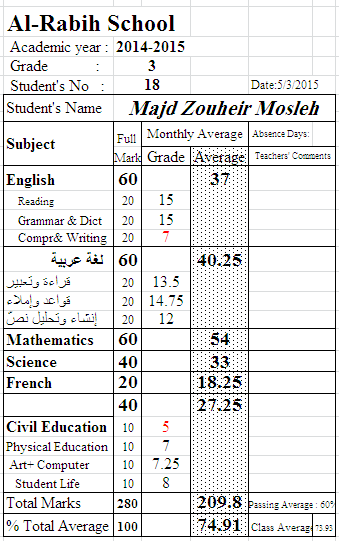 Al-Rabih School
Academic year : 2014-2015
Grade : 3
Student's No : 18 Date:5/3/2015
Student's Name Majd Zouheir Mosleh
Subject Full Mark Monthly Average Absence Days:
Grade Average Teachers' Comments
English 60 37
Reading 20 15
Grammar & Dict 20 15
Compr& Writing 20 7
لغة عربية 60 40.25
قراءة وتعبير 20 13.5
قواعد وإملاء 20 14.75
إنشاء وتحليل نصّ 20 12
Mathematics 60 54
Science 40 33
French 20 18.25
40 27.25
Civil Education 10 5
Physical Education 10 7
Art+ Computer 10 7.25
Student Life 10 8
Total Marks 280 209.8 Passing Average : 60%
% Total Average 100 74.91 Class Average 73.93